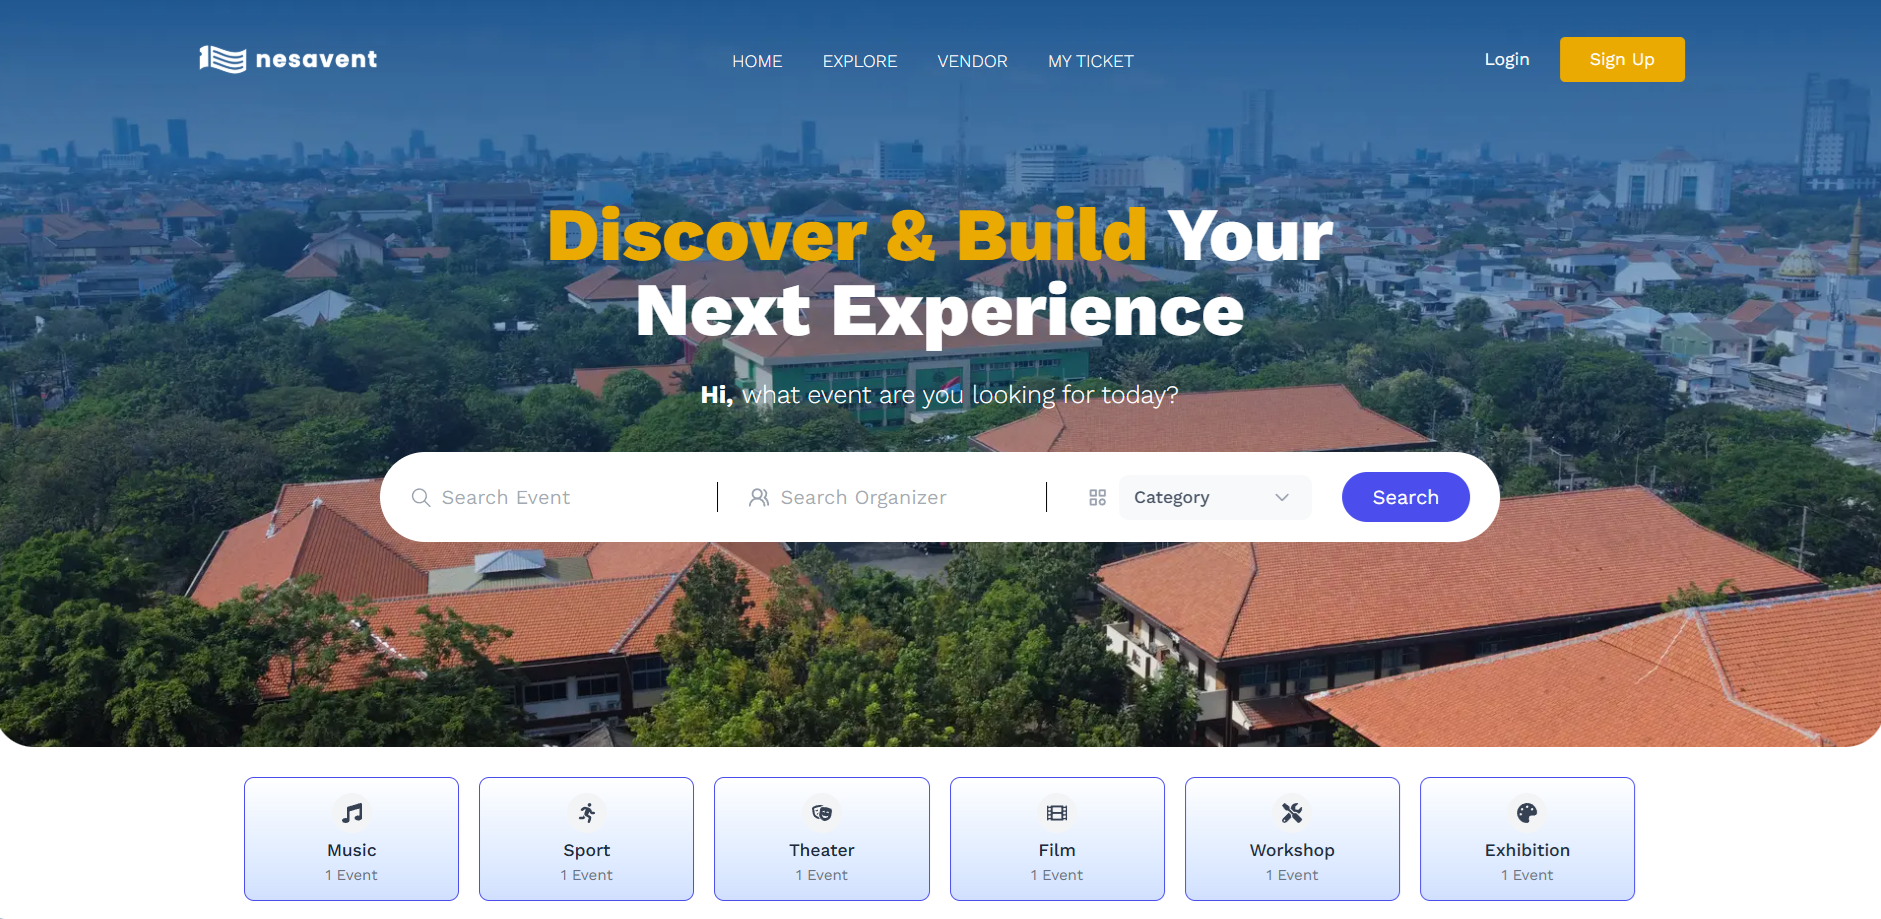 nesavent
HOME EXPLORE VENDOR MY TICKET
Login
Sign Up
Discover & Build Your
Next Experience
Hi, what event are you looking for today?
Search Event
Search Organizer
Category
Search
Music
1 Event
Sport
1 Event
Theater
1 Event
Film
1 Event
Workshop
1 Event
Exhibition
1 Event